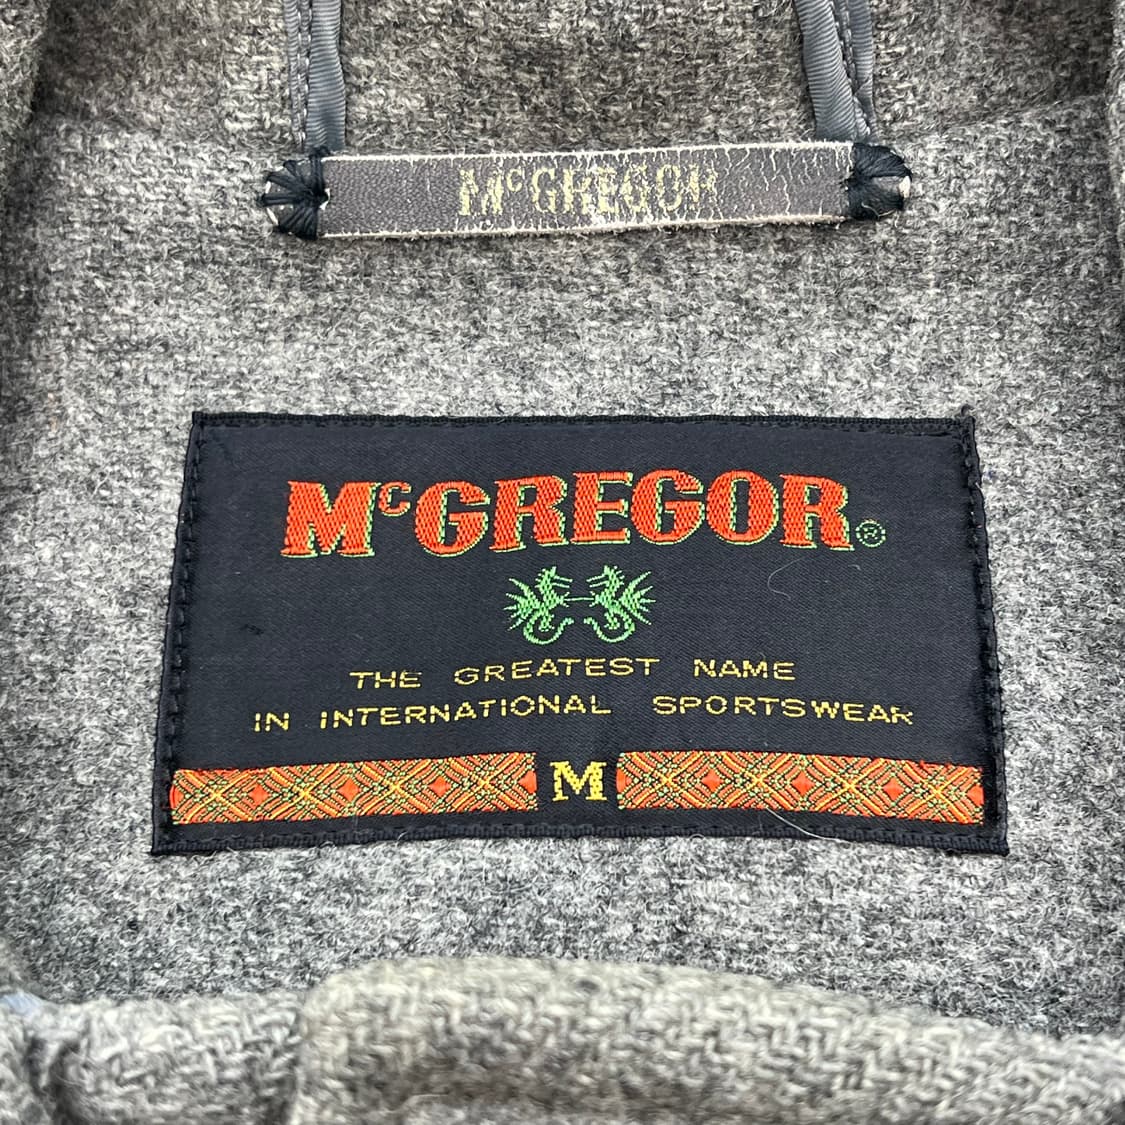 McGREGOR
McGREGOR®
THE GREATEST NAME
IN INTERNATIONAL SPORTSWEAR
M